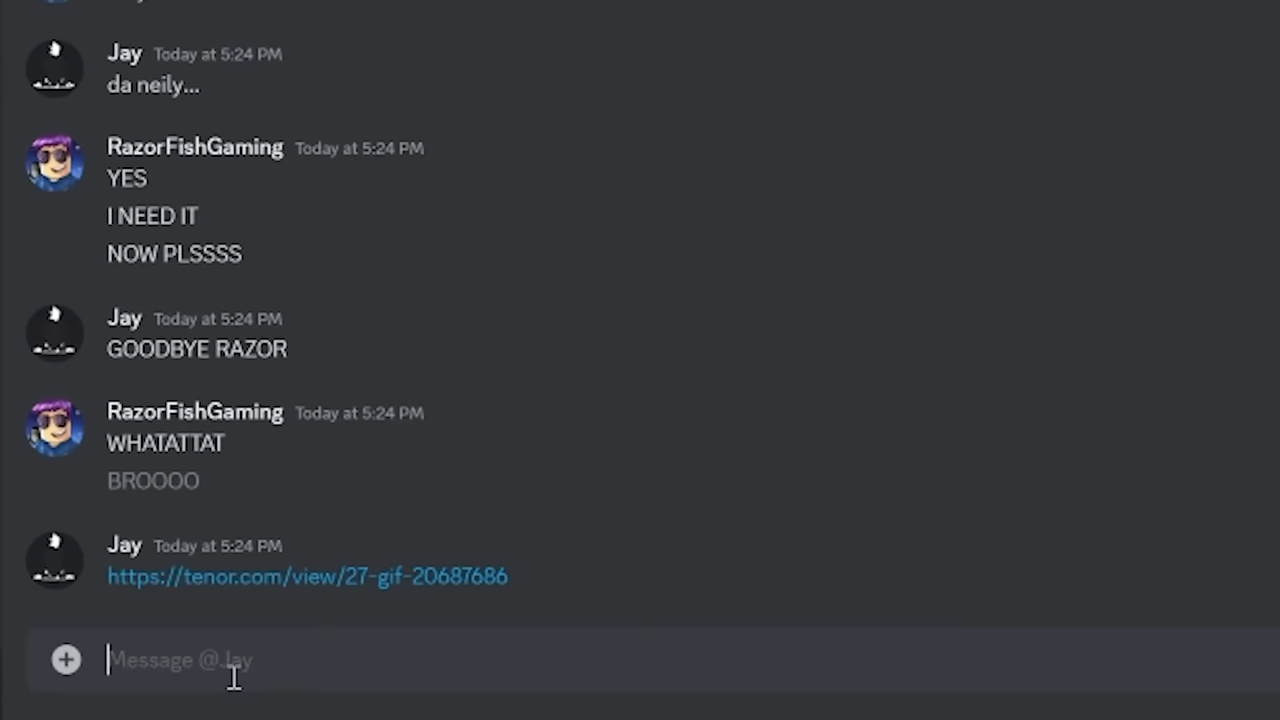 Jay Today at 5:24 PM
da neily...
RazorFishGaming Today at 5:24 PM
YES
I NEED IT
NOW PLSSSS
Jay Today at 5:24 PM
GOODBYE RAZOR
RazorFishGaming Today at 5:24 PM
WHATATTAT
BROOOO
Jay Today at 5:24 PM
https://tenor.com/view/27-gif-20687686
Message @Jay